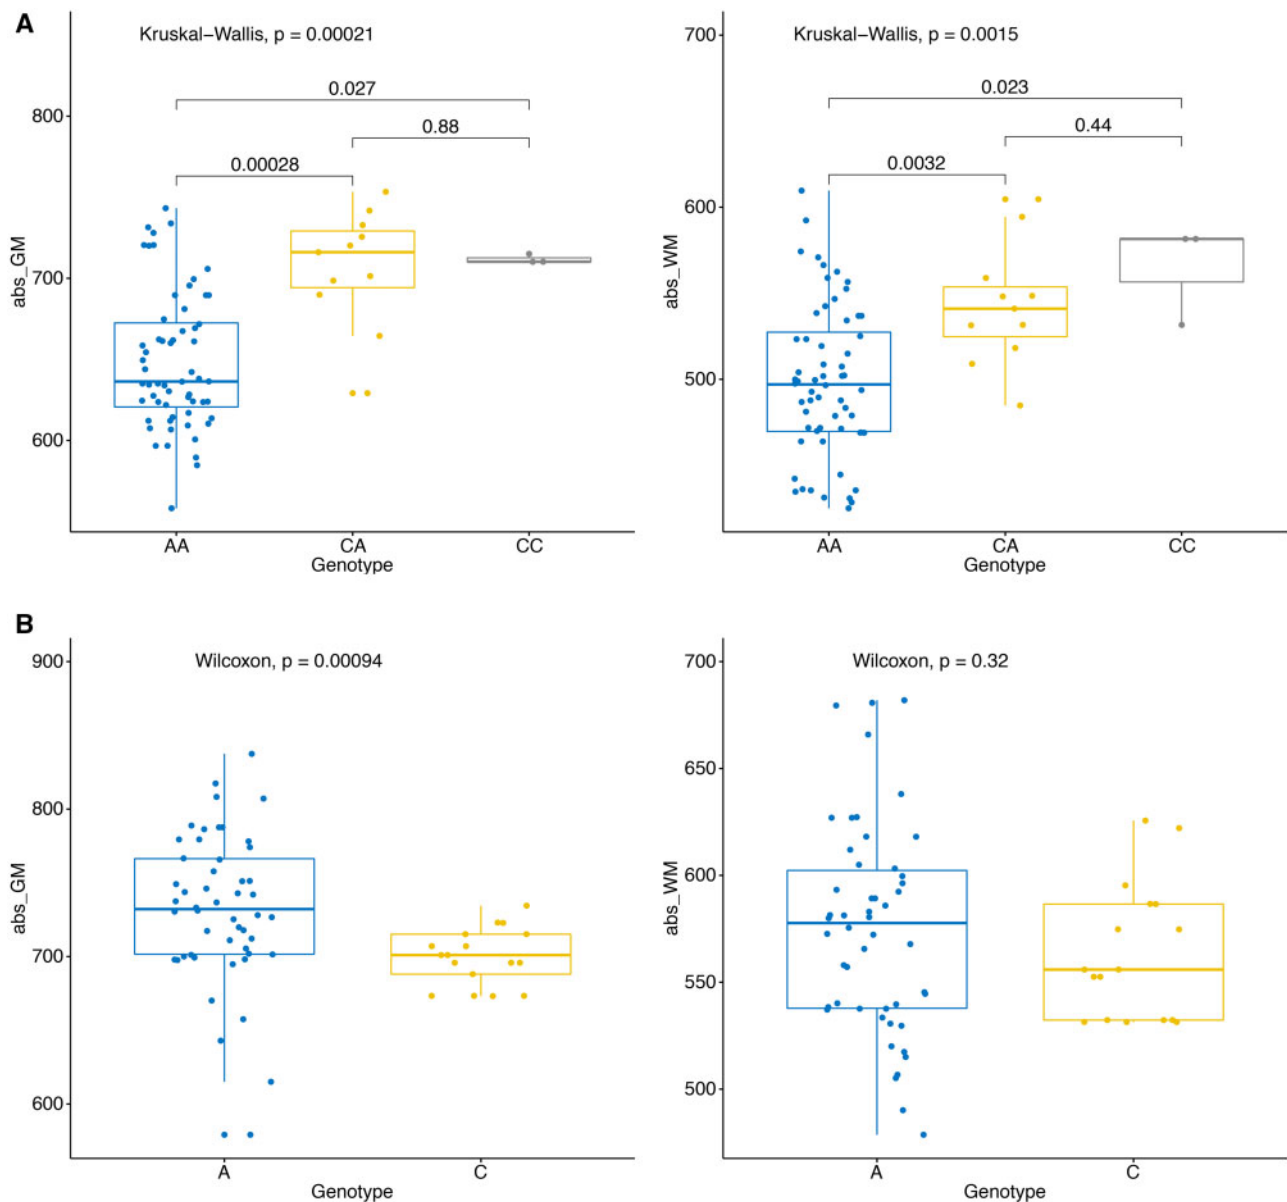 A
Kruskal–Wallis, p = 0.00021
0.027
0.88
0.00028
800
700
600
abs_GM
AA CA CC
Genotype
Kruskal–Wallis, p = 0.0015
0.023
0.44
0.0032
700
600
500
abs_WM
AA CA CC
Genotype
B
Wilcoxon, p = 0.00094
900
800
700
600
abs_GM
A C
Genotype
Wilcoxon, p = 0.32
700
650
600
550
500
abs_WM
A C
Genotype